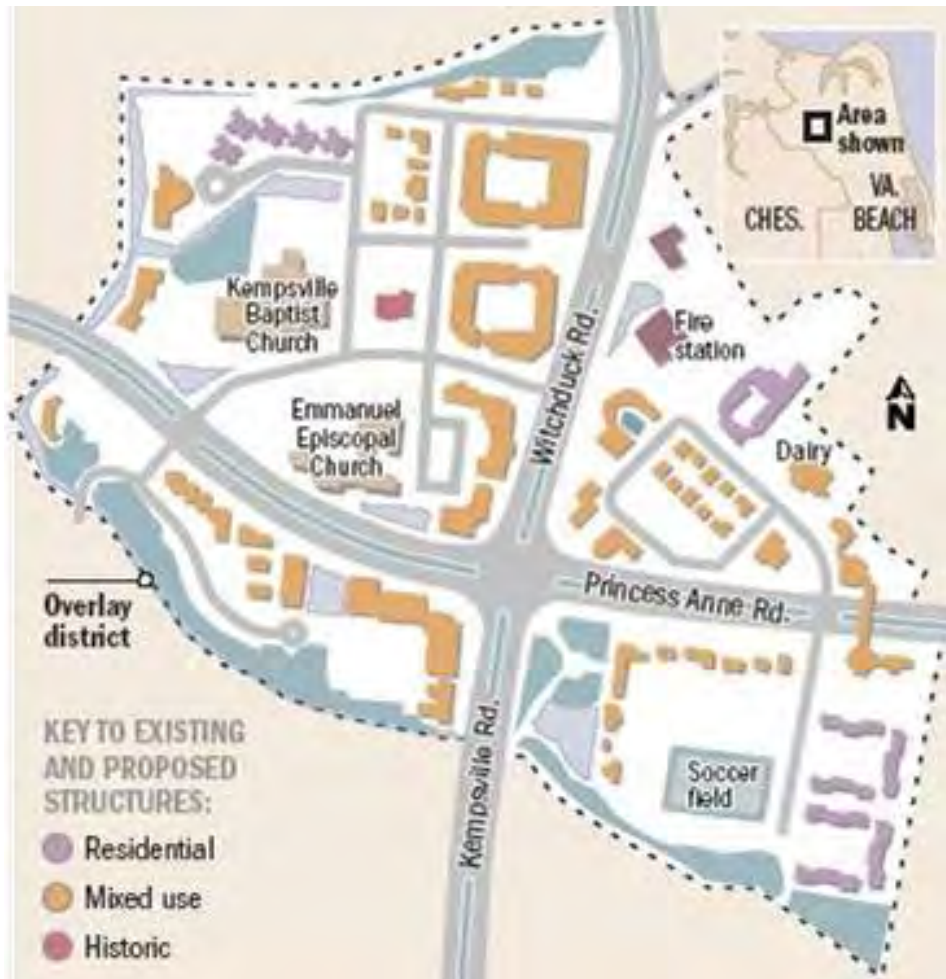 Area
shown
VA.
CHES. BEACH
Kempsville
Baptist
Church
Fire
station
N
Witchduck Rd.
Emmanuel
Episcopal
Church
Dairy
Overlay
district
Princess Anne Rd.
Kempsville Rd.
Soccer
field
KEY TO EXISTING
AND PROPOSED
STRUCTURES:
Residential
Mixed use
Historic